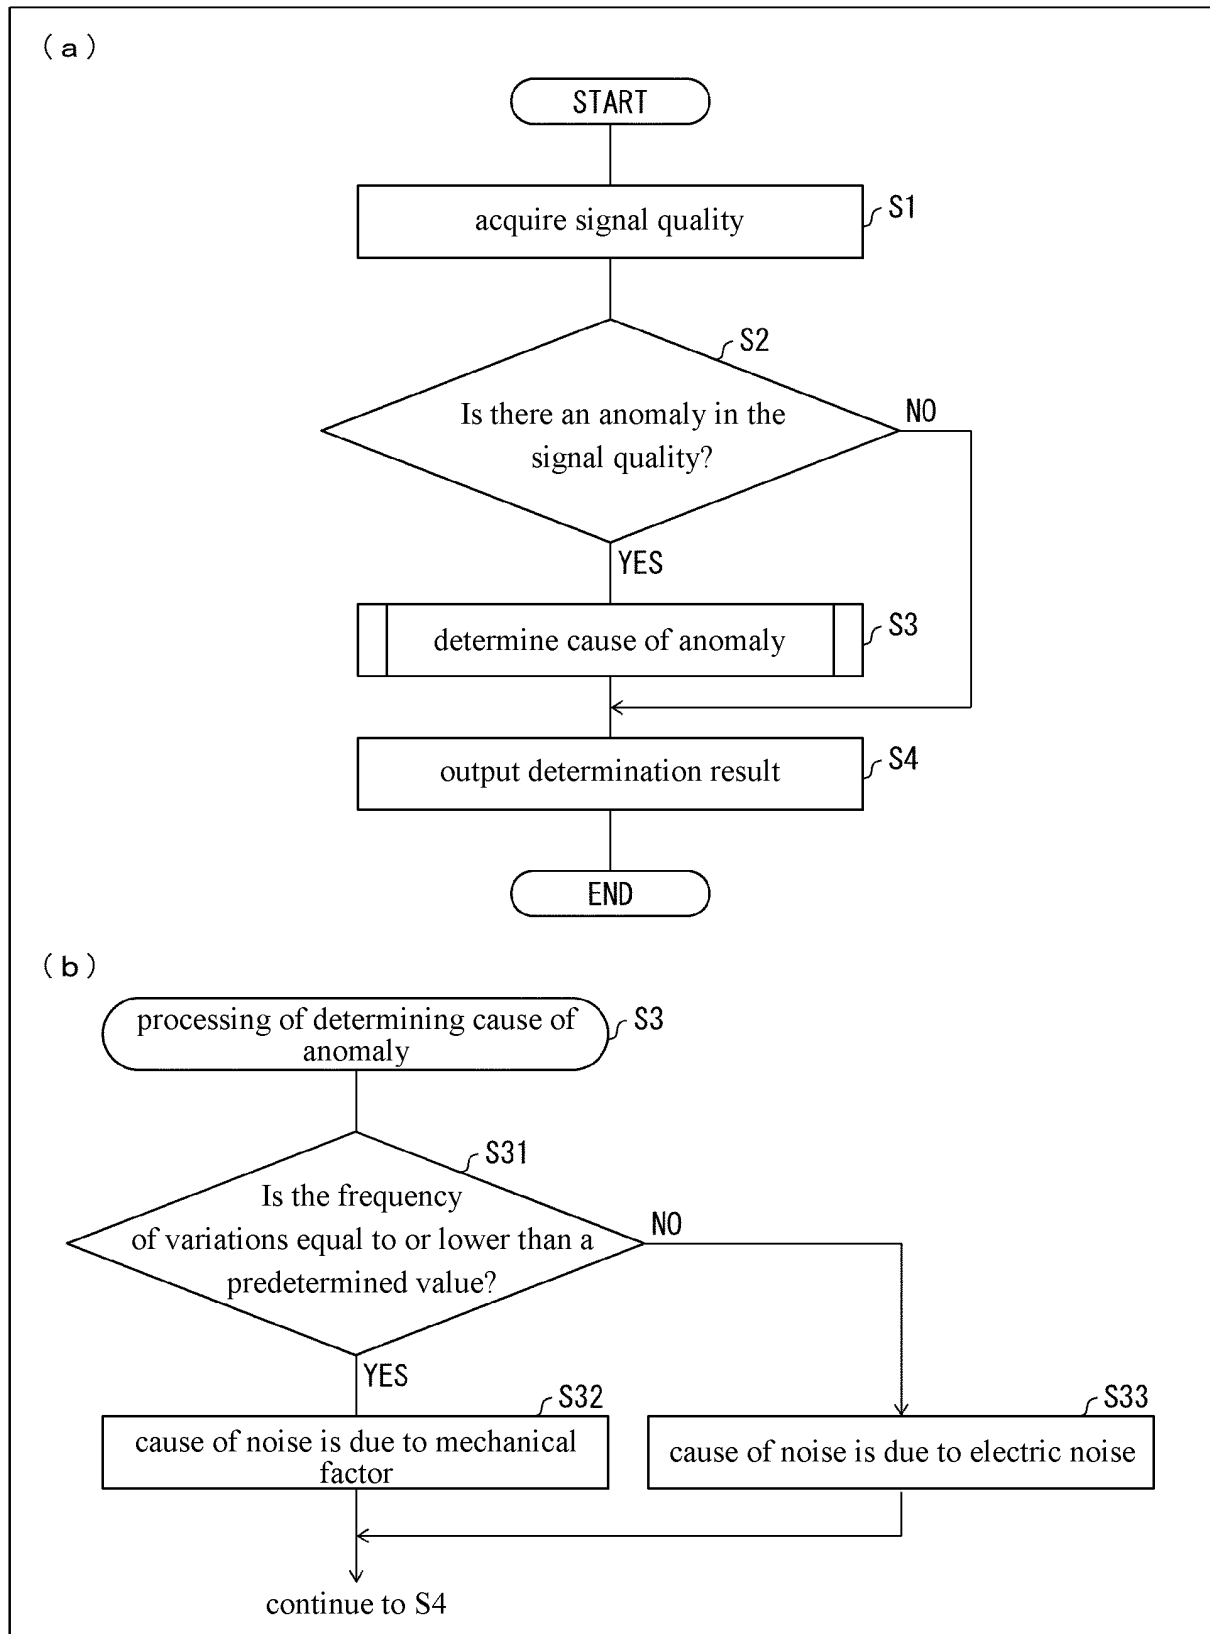 (a)
START
acquire signal quality
S1
S2
Is there an anomaly in the
signal quality?
NO
YES
determine cause of anomaly
S3
output determination result
S4
END
(b)
processing of determining cause of
anomaly
S3
S31
Is the frequency
of variations equal to or lower than a
predetermined value?
NO
YES
S32
cause of noise is due to mechanical
factor
S33
cause of noise is due to electric noise
continue to S4